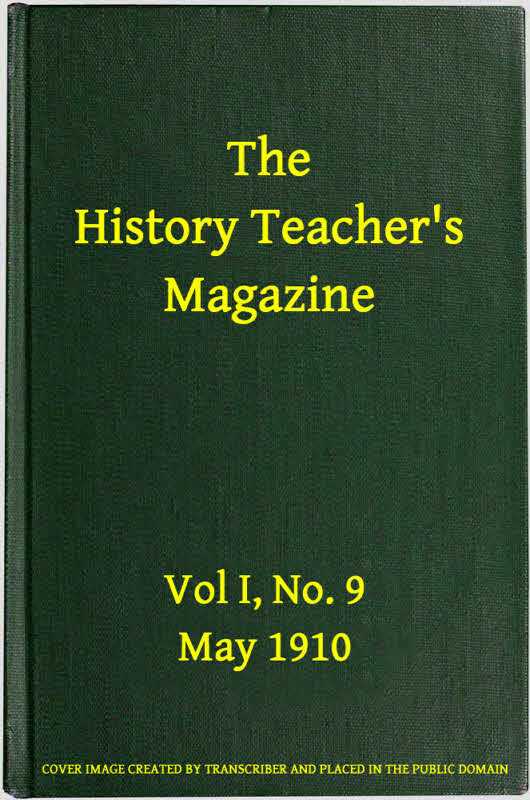 The
History Teacher's
Magazine
Vol I, No. 9
May 1910
COVER IMAGE CREATED BY TRANSCRIBER AND PLACED IN THE PUBLIC DOMAIN